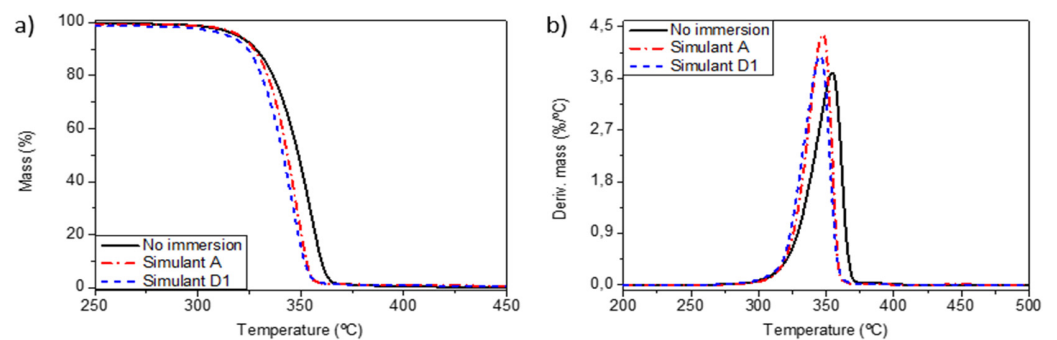 a)
100
80
60
40
20
0
Mass (%)
No immersion
Simulant A
Simulant D1
250
300
350
400
450
Temperature (ºC)
b)
4,5
3,6
2,7
1,8
0,9
0,0
Deriv. mass (%/ºC)
No immersion
Simulant A
Simulant D1
200
250
300
350
400
450
500
Temperature (ºC)